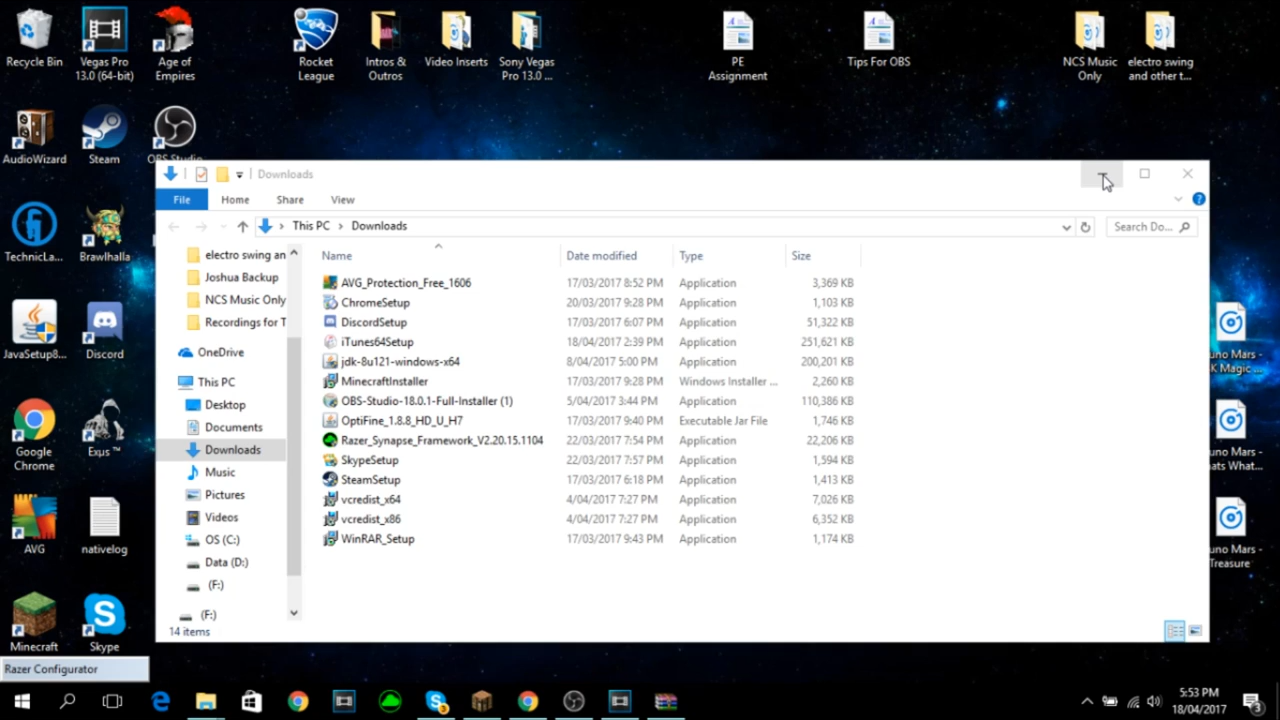 Recycle Bin
Vegas Pro
13.0 (64-bit)
Age of
Empires
Rocket
League
Intros &
Outros
Video Inserts
Sony Vegas
Pro 13.0 ...
PE
Assignment
Tips For OBS
NCS Music
Only
electro swing
and other t...
AudioWizard
Steam
OBS Studio
TechnicLa...
Brawlhalla
JavaSetup8...
Discord
Google
Chrome
Exus ™
AVG
nativelog
Minecraft
Skype
Downloads
File
Home
Share
View
This PC
Downloads
Search Do...
electro swing an
Joshua Backup
NCS Music Only
Recordings for T
OneDrive
This PC
Desktop
Documents
Downloads
Music
Pictures
Videos
OS (C:)
Data (D:)
(F:)
(F:)
Name Date modified Type Size
AVG_Protection_Free_1606 17/03/2017 8:52 PM Application 3,369 KB
ChromeSetup 20/03/2017 9:28 PM Application 1,103 KB
DiscordSetup 17/03/2017 6:07 PM Application 51,322 KB
iTunes64Setup 18/04/2017 2:39 PM Application 251,621 KB
jdk-8u121-windows-x64 8/04/2017 5:00 PM Application 200,201 KB
MinecraftInstaller 17/03/2017 9:28 PM Windows Installer ... 2,260 KB
OBS-Studio-18.0.1-Full-Installer (1) 5/04/2017 3:44 PM Application 110,386 KB
OptiFine_1.8.8_HD_U_H7 17/03/2017 9:40 PM Executable Jar File 1,746 KB
Razer_Synapse_Framework_V2.20.15.1104 22/03/2017 7:54 PM Application 22,206 KB
SkypeSetup 22/03/2017 7:57 PM Application 1,594 KB
SteamSetup 17/03/2017 6:18 PM Application 1,413 KB
vcredist_x64 4/04/2017 7:27 PM Application 7,026 KB
vcredist_x86 4/04/2017 7:27 PM Application 6,352 KB
WinRAR_Setup 17/03/2017 9:43 PM Application 1,174 KB
14 items
uno Mars -
K Magic ...
uno Mars -
ats What...
uno Mars -
Treasure
Razer Configurator
5:53 PM
18/04/2017
3